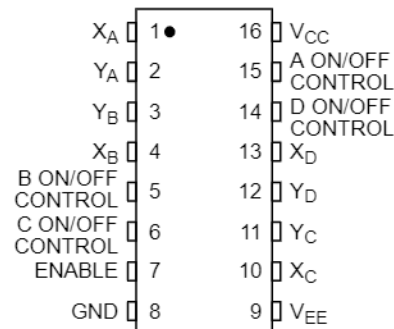 X_A 1 16 V_CC
Y_A 2 15 A ON/OFF CONTROL
Y_B 3 14 D ON/OFF CONTROL
X_B 4 13 X_D
B ON/OFF CONTROL 5 12 Y_D
C ON/OFF CONTROL 6 11 Y_C
ENABLE 7 10 X_C
GND 8 9 V_EE